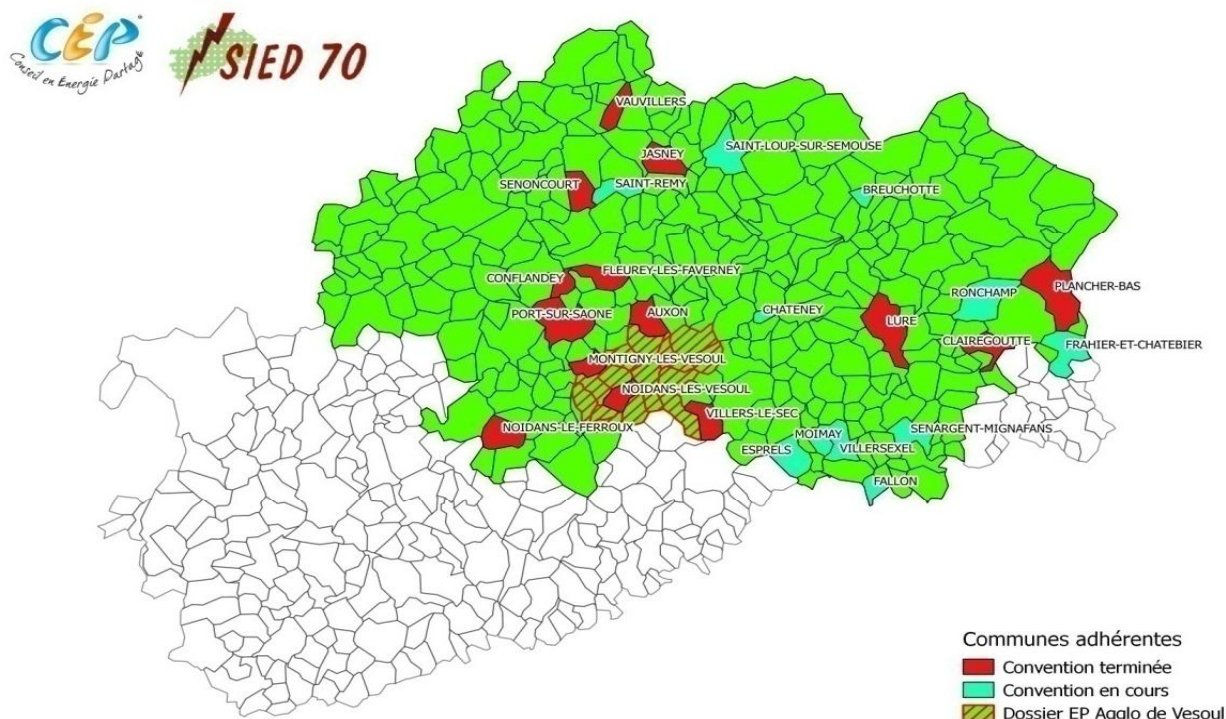 CEP
Conseil en Energie Partagé
SIED 70
VAUVILLERS
JASNEY
SAINT-LOUP-SUR-SEMOUSE
SENONCOURT
SAINT-REMY
BREUCHOTTE
CONFLANDEY
FLEUREY-LES-FAVERNEY
RONCHAMP
PLANCHER-BAS
PORT-SUR-SAONE
AUXON
CHATENEY
LURE
CLAIREGOUTTE
FRAHIER-ET-CHATEBIER
MONTIGNY-LES-VESOUL
NOIDANS-LES-VESOUL
VILLERS-LE-SEC
NOIDANS-LE-FERROUX
MOIMAY
SENARGENT-MIGNAFANS
ESPRELS
VILLERSEXEL
FALLON
Communes adhérentes
Convention terminée
Convention en cours
Dossier EP Agglo de Vesoul